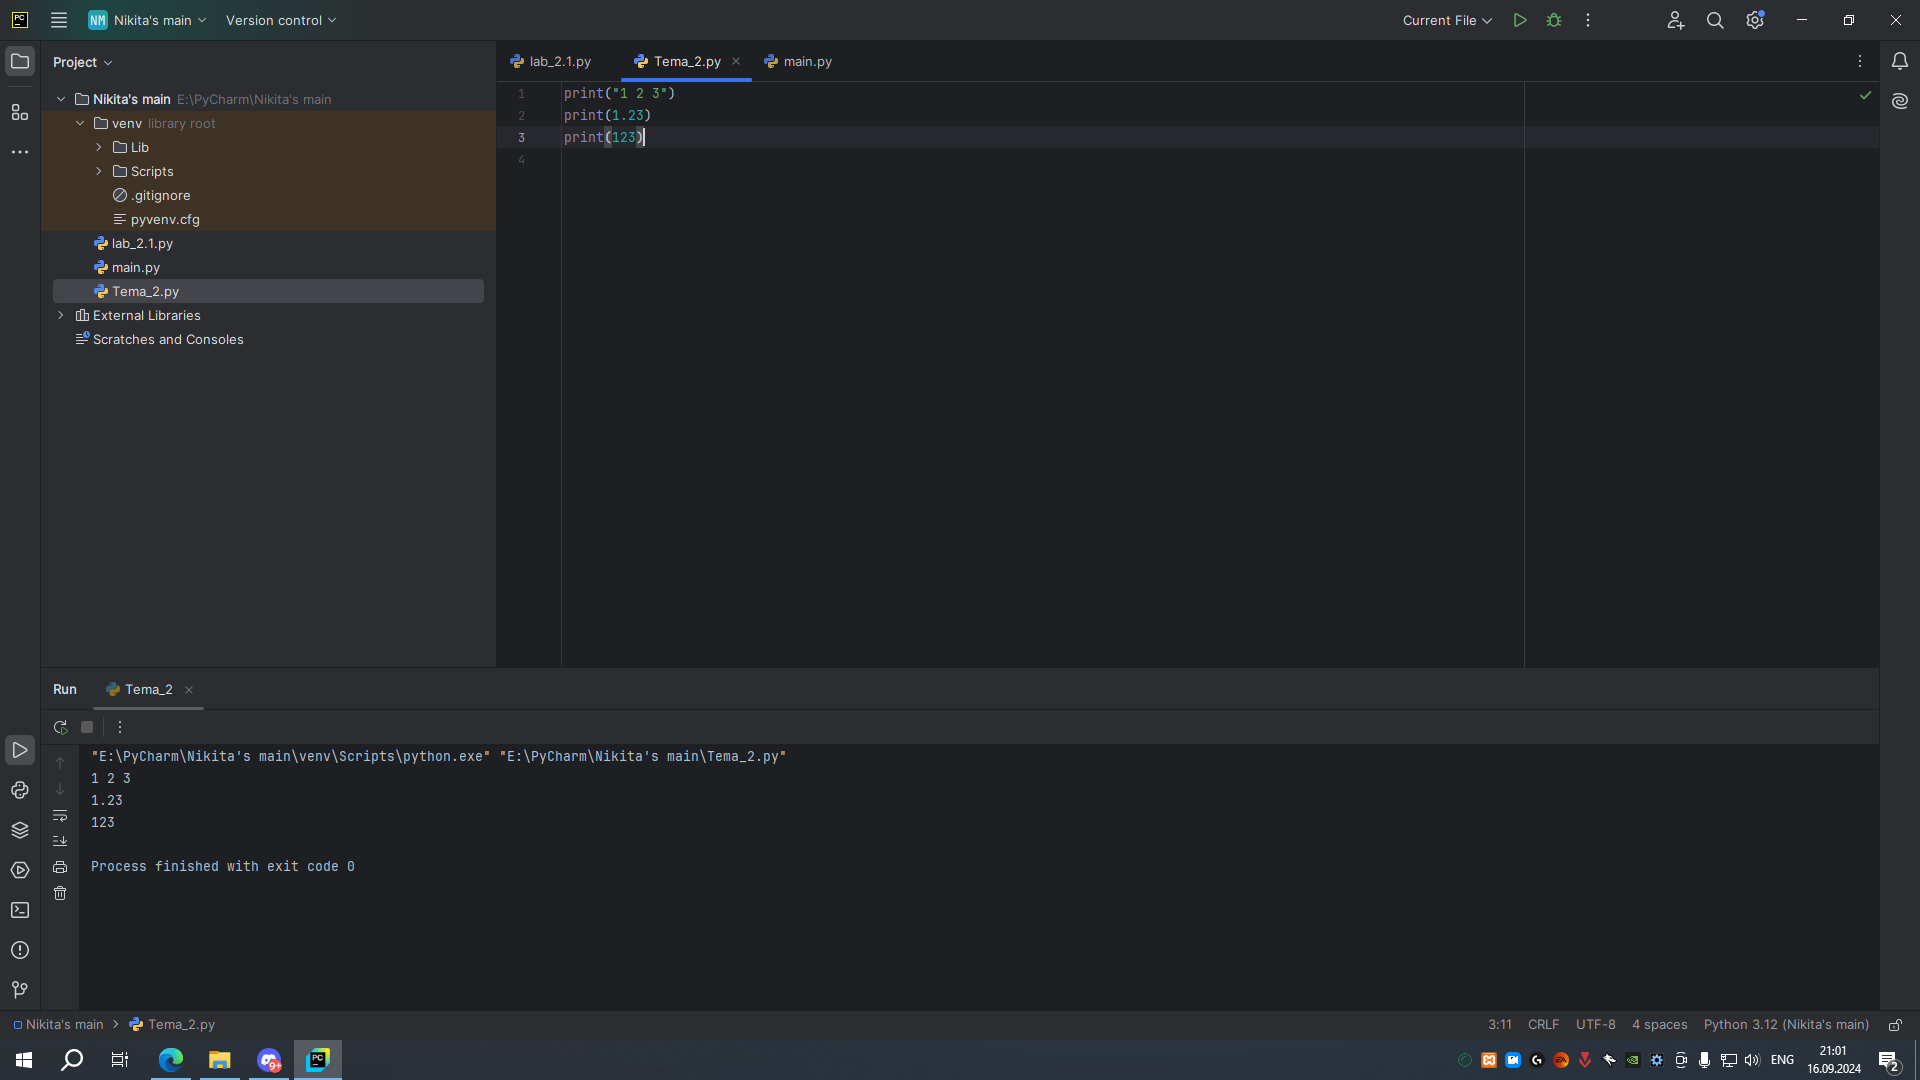 PC
NM Nikita's main
Version control
Current File
Project
Nikita's main E:\PyCharm\Nikita's main
venv library root
Lib
Scripts
.gitignore
pyvenv.cfg
lab_2.1.py
main.py
Tema_2.py
External Libraries
Scratches and Consoles
lab_2.1.py
Tema_2.py
main.py
1 print("1 2 3")
2 print(1.23)
3 print(123)
4
Run
Tema_2
"E:\PyCharm\Nikita's main\venv\Scripts\python.exe" "E:\PyCharm\Nikita's main\Tema_2.py"
1 2 3
1.23
123
Process finished with exit code 0
Nikita's main > Tema_2.py
3:11 CRLF UTF-8 4 spaces Python 3.12 (Nikita's main)
9+
PC
EA
ENG
21:01
16.09.2024
2